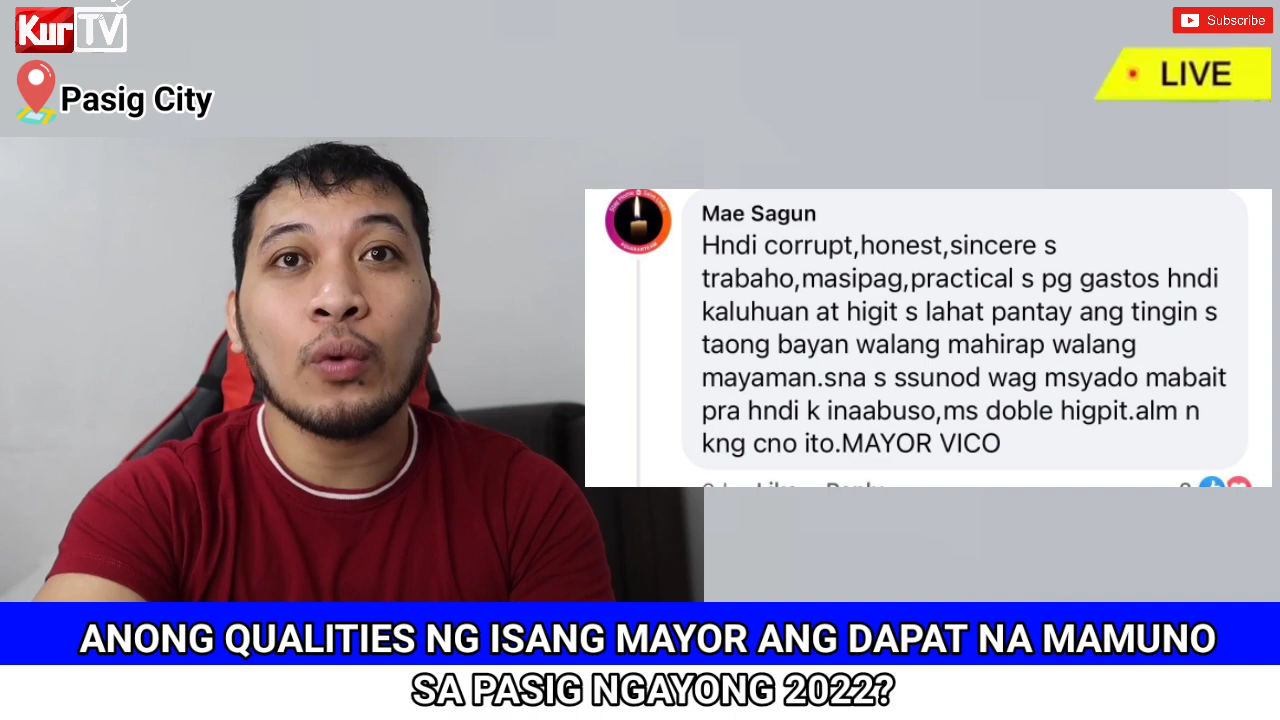 Kur TV
Subscribe
LIVE
Pasig City
Mae Sagun
Hndi corrupt,honest,sincere s
trabaho,masipag,practical s pg gastos hndi
kaluhuan at higit s lahat pantay ang tingin s
taong bayan walang mahirap walang
mayaman.sna s ssunod wag msyado mabait
pra hndi k inaabuso,ms doble higpit.alm n
kng cno ito.MAYOR VICO
ANONG QUALITIES NG ISANG MAYOR ANG DAPAT NA MAMUNO
SA PASIG NGAYONG 2022?